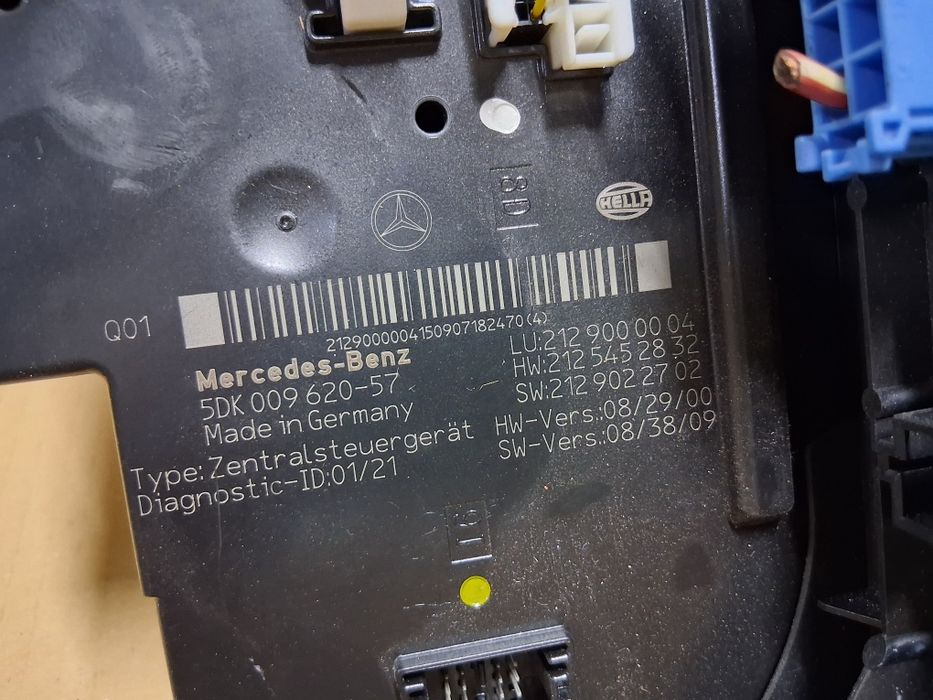 HELLA
Q01
2129000004150907182470(4)
Mercedes-Benz
5DK 009 620-57
Made in Germany
Type: Zentralsteuergerät
Diagnostic-ID:01/21
LU:212 900 00 04
HW:212 545 28 32
SW:212 902 27 02
HW-Vers.:08/29/00
SW-Vers.:08/38/09